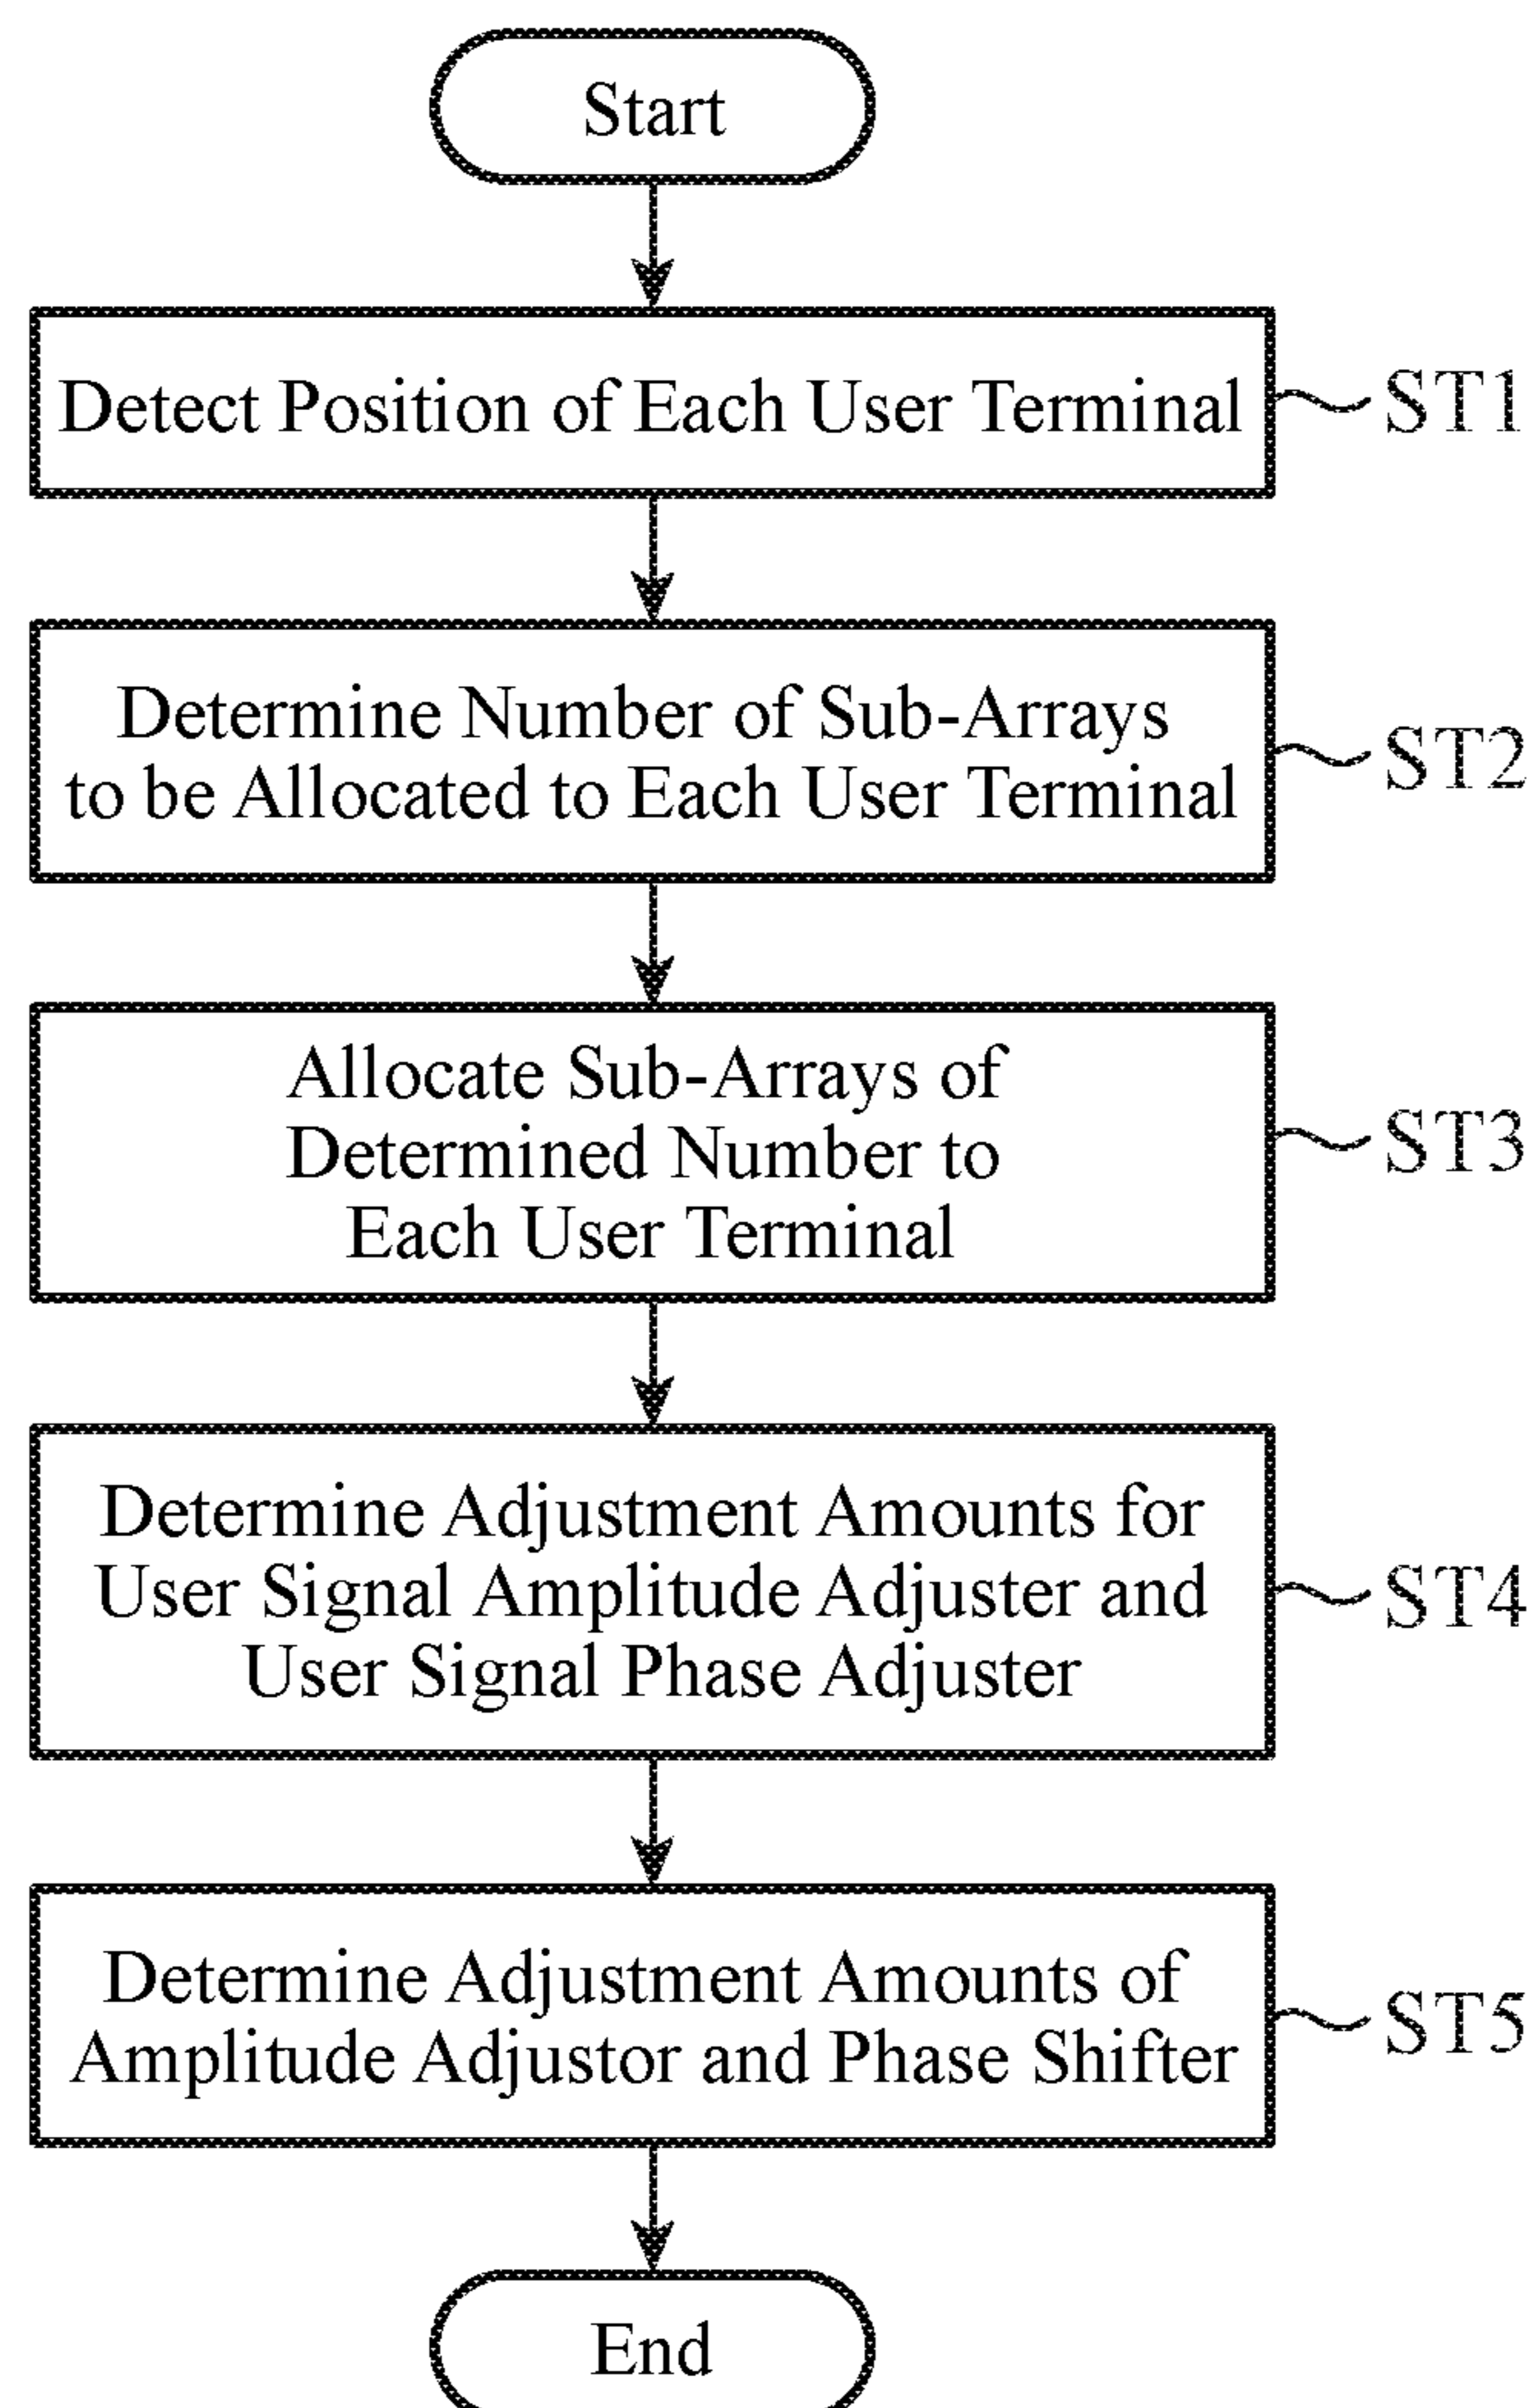 Start
Detect Position of Each User Terminal
ST1
Determine Number of Sub-Arrays
to be Allocated to Each User Terminal
ST2
Allocate Sub-Arrays of
Determined Number to
Each User Terminal
ST3
Determine Adjustment Amounts for
User Signal Amplitude Adjuster and
User Signal Phase Adjuster
ST4
Determine Adjustment Amounts of
Amplitude Adjustor and Phase Shifter
ST5
End